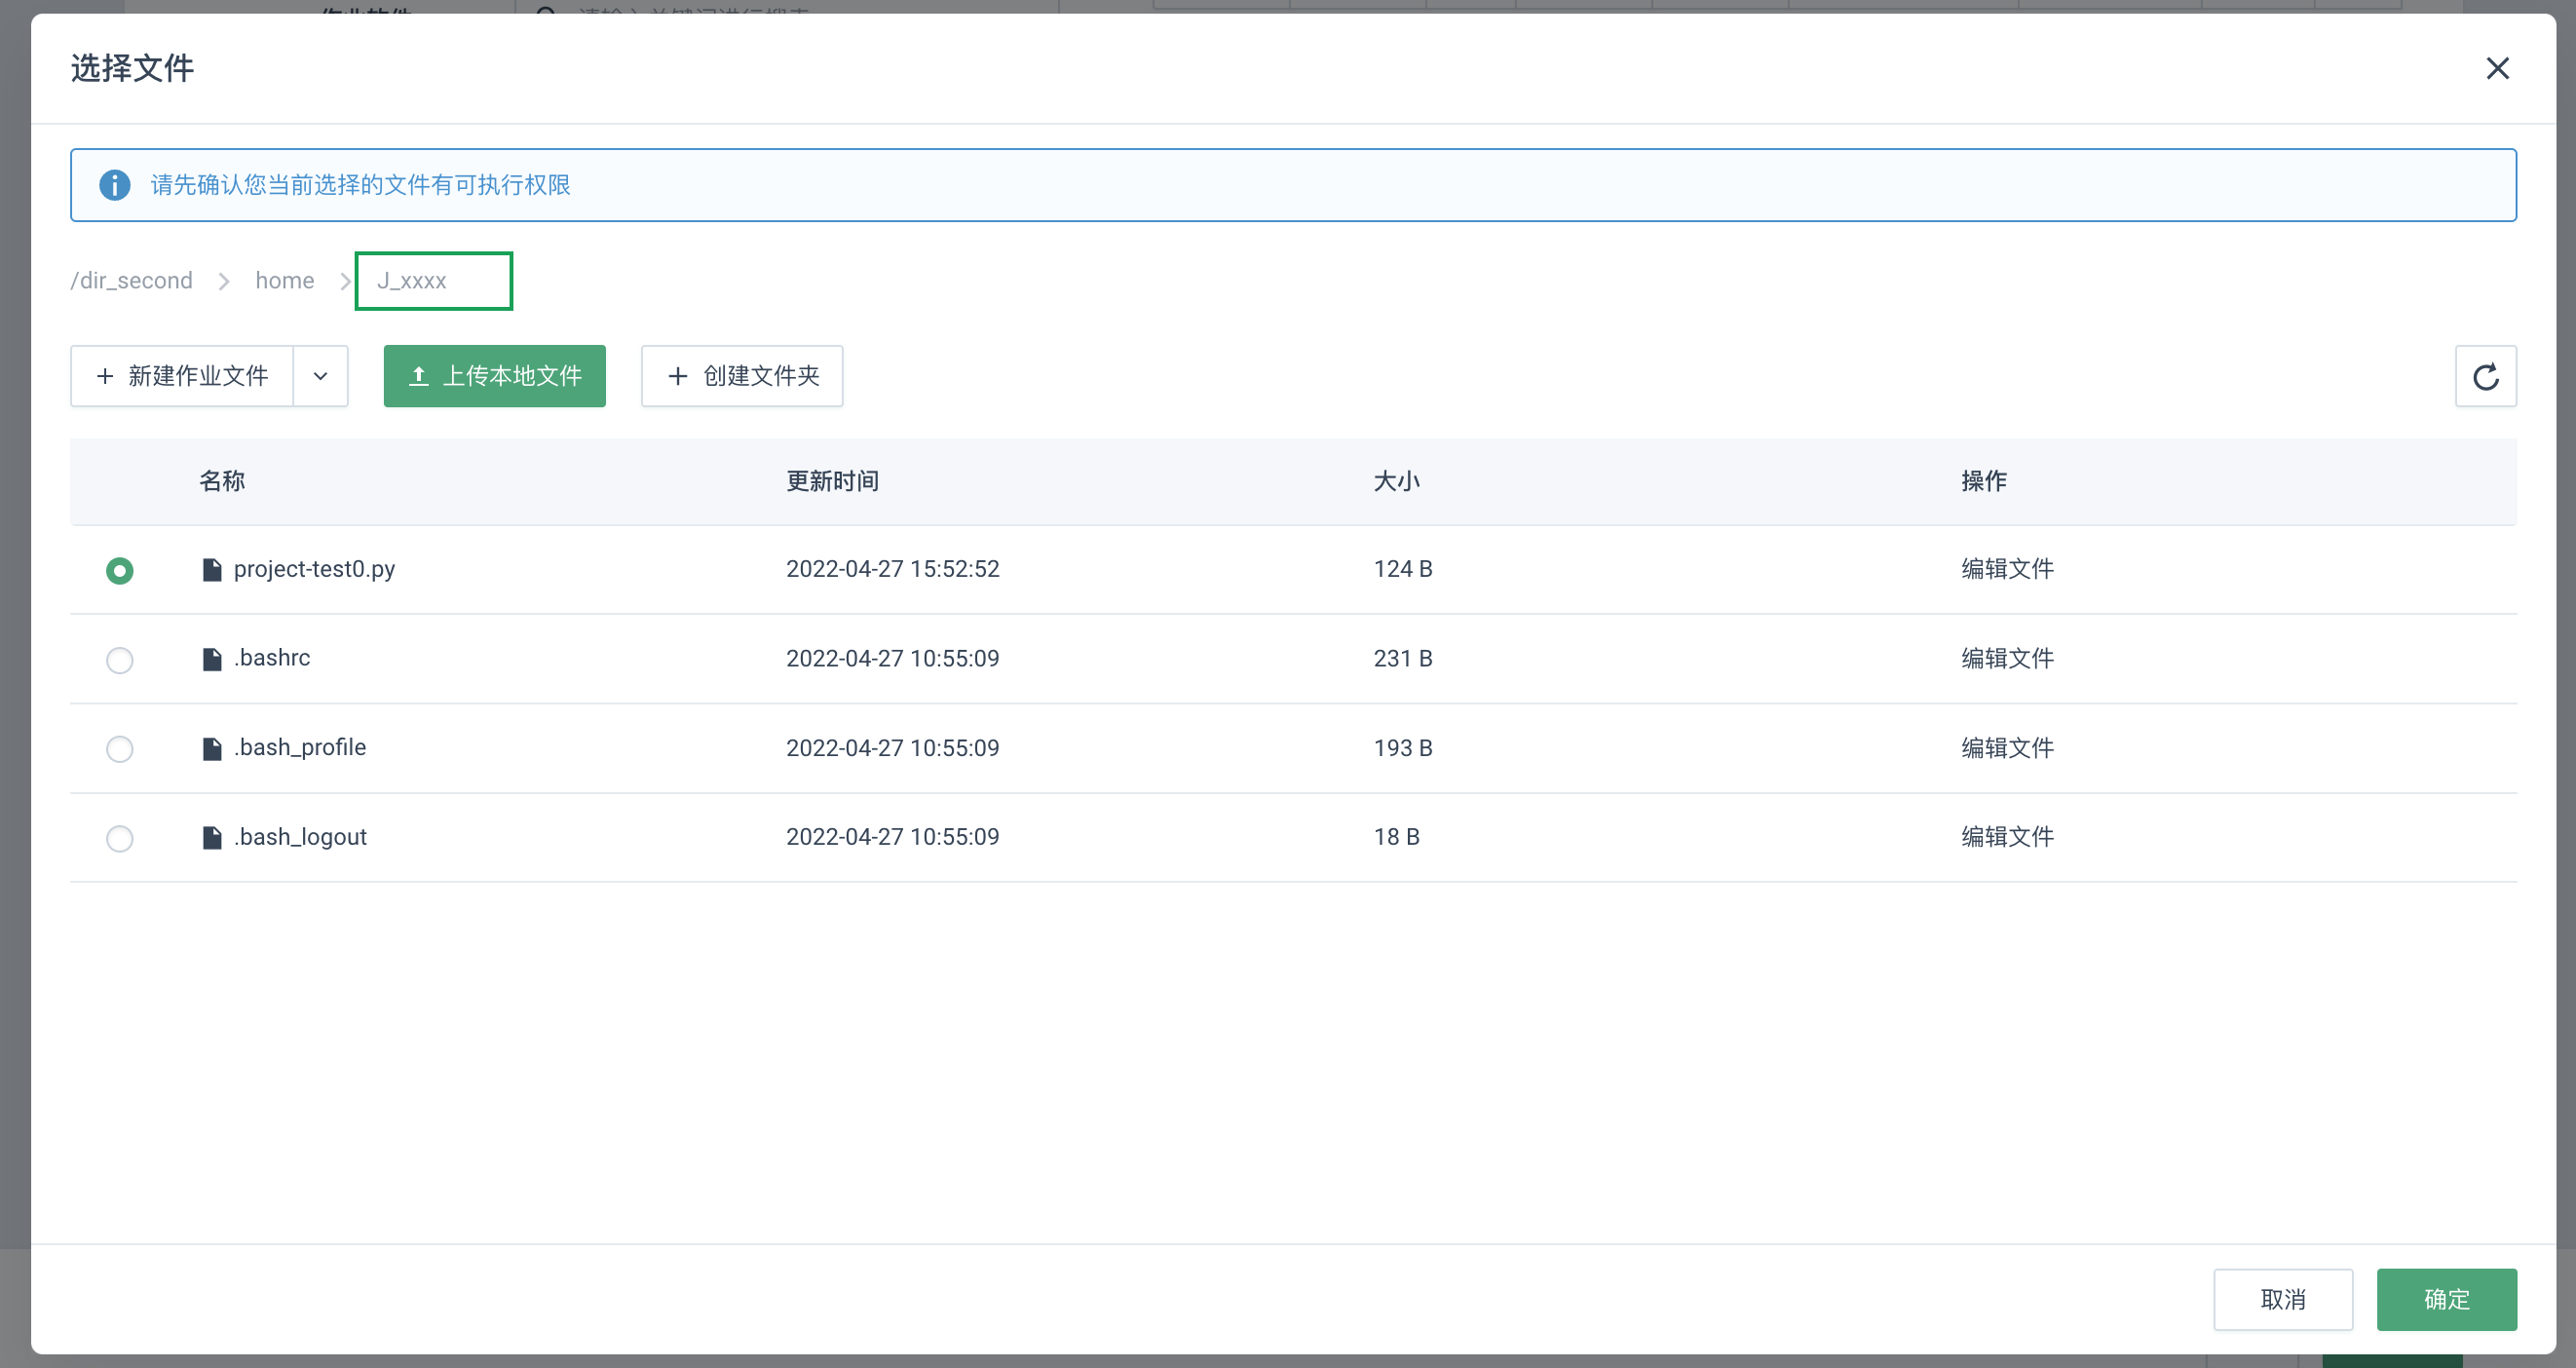 选择文件
请先确认您当前选择的文件有可执行权限
/dir_second > home > J_xxxx
新建作业文件 上传本地文件 创建文件夹
名称 更新时间 大小 操作
project-test0.py 2022-04-27 15:52:52 124 B 编辑文件
.bashrc 2022-04-27 10:55:09 231 B 编辑文件
.bash_profile 2022-04-27 10:55:09 193 B 编辑文件
.bash_logout 2022-04-27 10:55:09 18 B 编辑文件
取消 确定